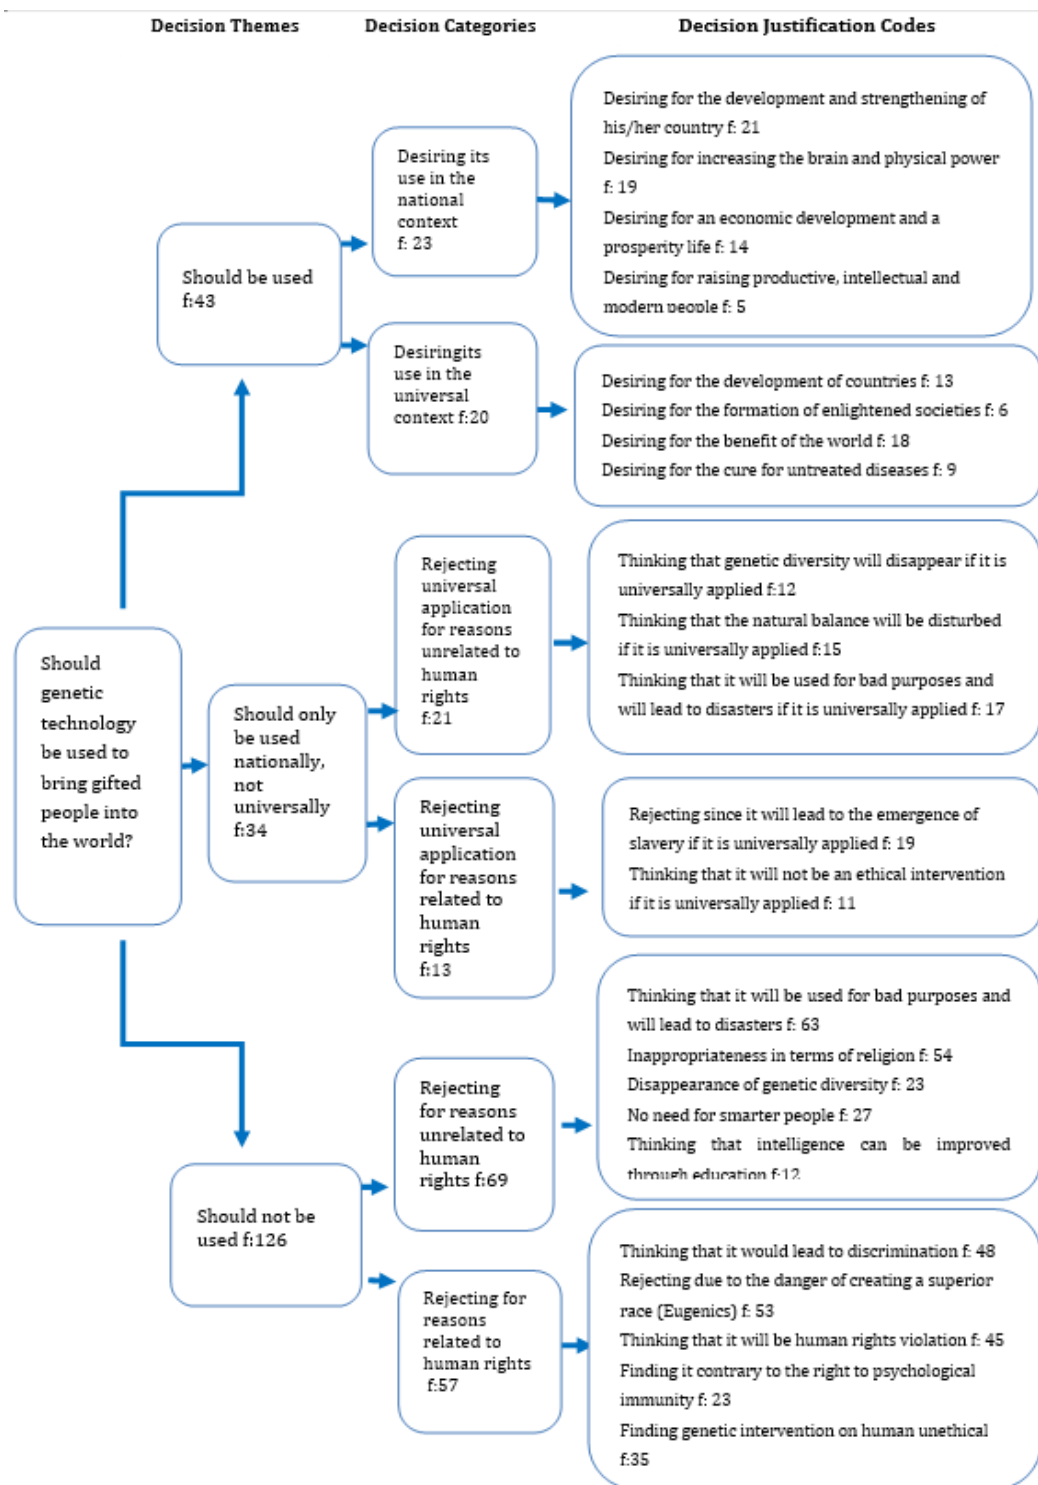 Decision Themes
Decision Categories
Decision Justification Codes
Should
genetic
technology
be used to
bring gifted
people into
the world?
Should be used
f:43
Desiring its
use in the
national
context
f: 23
Desiring for the development and strengthening of
his/her country f: 21
Desiring for increasing the brain and physical power
f: 19
Desiring for an economic development and a
prosperity life f: 14
Desiring for raising productive, intellectual and
modern people f: 5
Desiringits
use in the
universal
context f:20
Desiring for the development of countries f: 13
Desiring for the formation of enlightened societies f: 6
Desiring for the benefit of the world f: 18
Desiring for the cure for untreated diseases f: 9
Should only
be used
nationally,
not
universally
f:34
Rejecting
universal
application
for reasons
unrelated to
human
rights
f:21
Thinking that genetic diversity will disappear if it is
universally applied f:12
Thinking that the natural balance will be disturbed
if it is universally applied f:15
Thinking that it will be used for bad purposes and
will lead to disasters if it is universally applied f: 17
Rejecting
universal
application
for reasons
related to
human
rights
f:13
Rejecting since it will lead to the emergence of
slavery if it is universally applied f: 19
Thinking that it will not be an ethical intervention
if it is universally applied f: 11
Should not be
used f:126
Rejecting
for reasons
unrelated to
human
rights f:69
Thinking that it will be used for bad purposes and
will lead to disasters f: 63
Inappropriateness in terms of religion f: 54
Disappearance of genetic diversity f: 23
No need for smarter people f: 27
Thinking that intelligence can be improved
through education f:12
Rejecting for
reasons
related to
human rights
f:57
Thinking that it would lead to discrimination f: 48
Rejecting due to the danger of creating a superior
race (Eugenics) f: 53
Thinking that it will be human rights violation f: 45
Finding it contrary to the right to psychological
immunity f: 23
Finding genetic intervention on human unethical
f:35